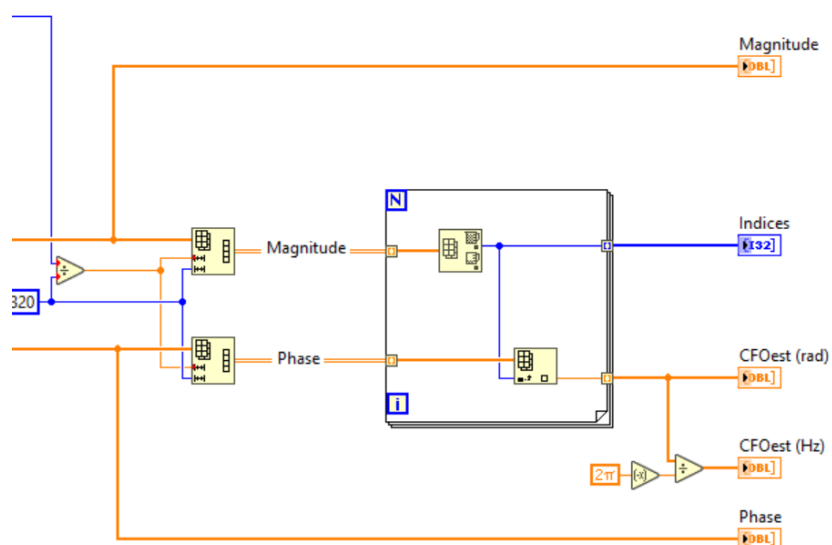 Magnitude
DBL
N
Indices
Magnitude
I32
320
Phase
CFOest (rad)
DBL
i
CFOest (Hz)
2π
(-x)
DBL
Phase
DBL